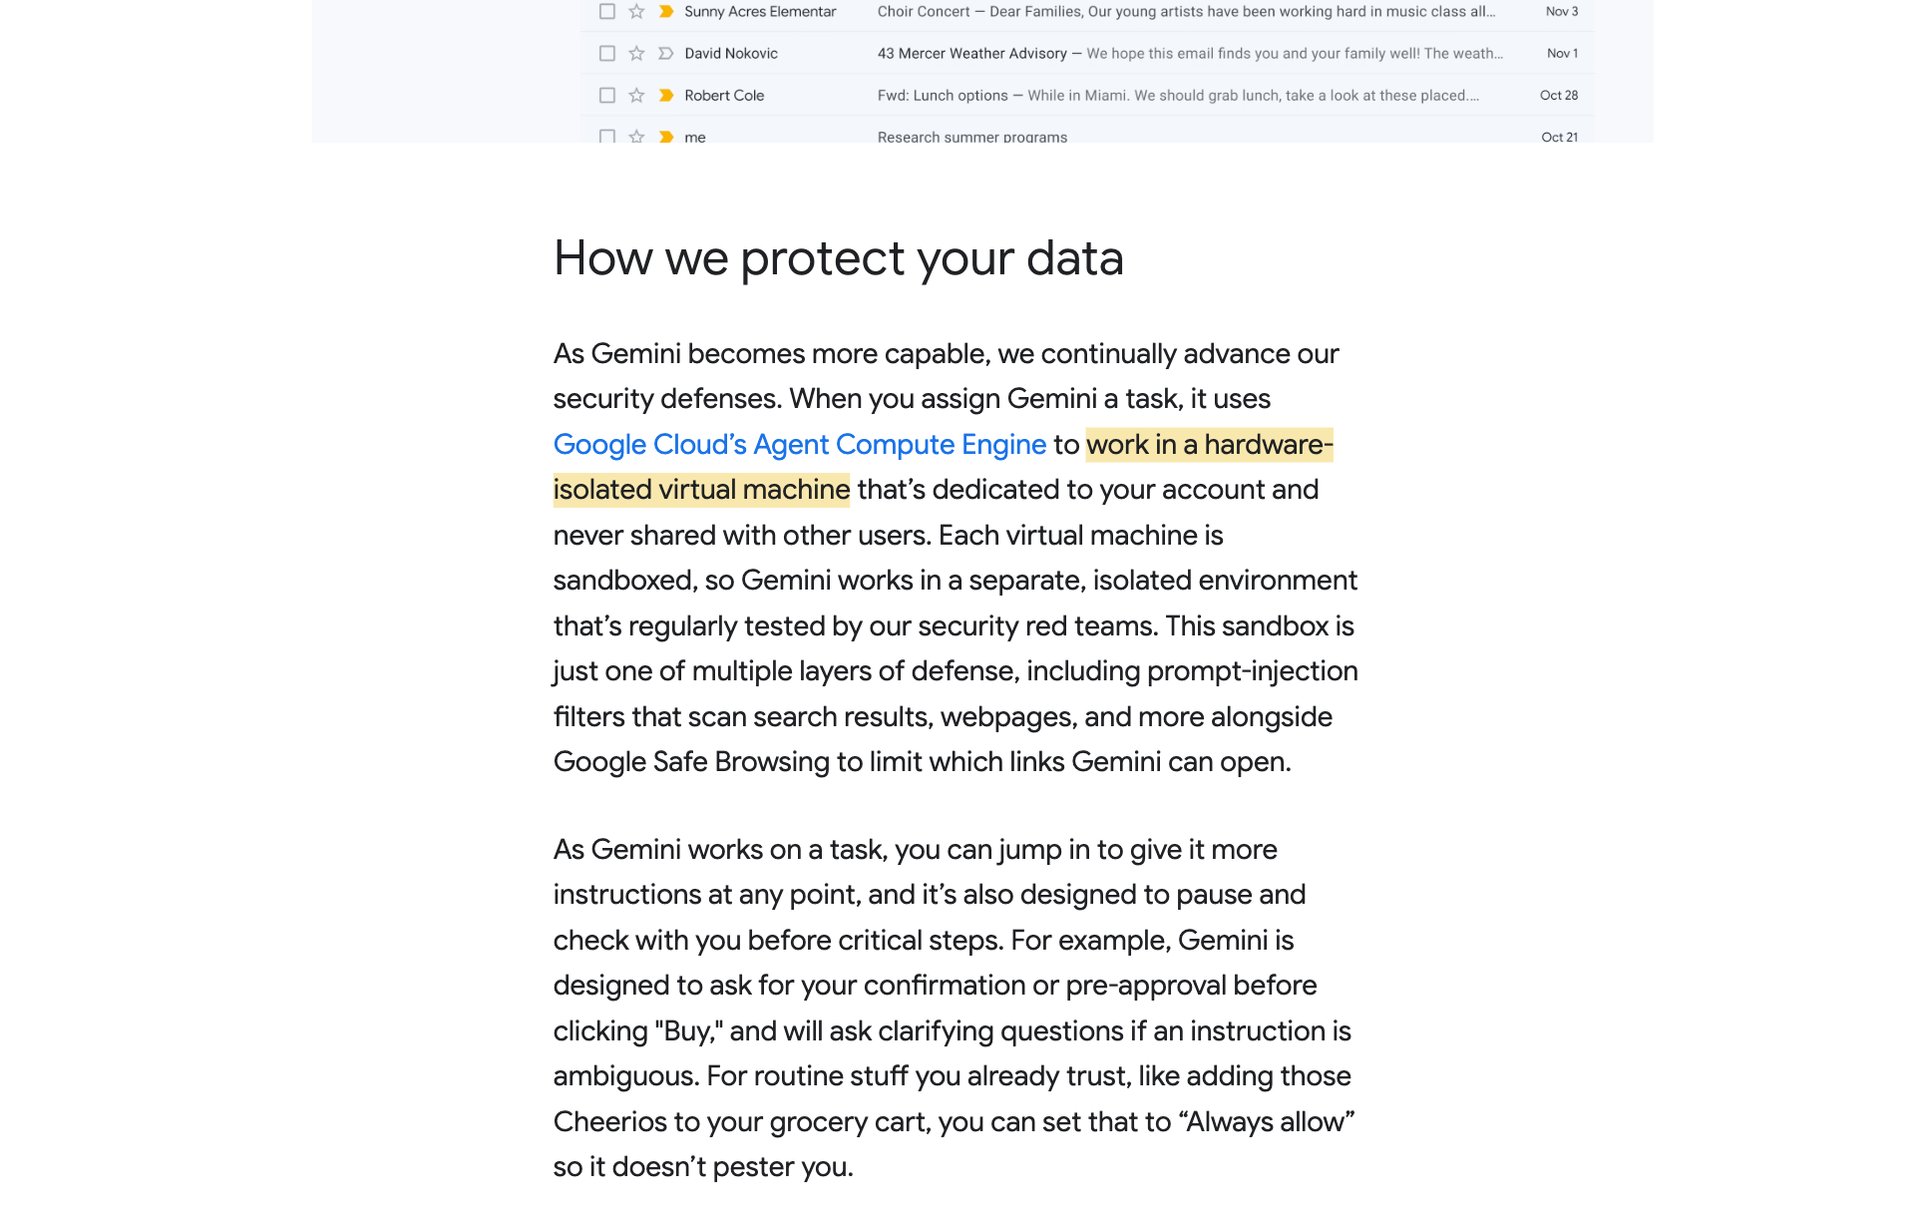 Sunny Acres Elementar Choir Concert — Dear Families, Our young artists have been working hard in music class all... Nov 3
David Nokovic 43 Mercer Weather Advisory — We hope this email finds you and your family well! The weath... Nov 1
Robert Cole Fwd: Lunch options — While in Miami. We should grab lunch, take a look at these placed.... Oct 28
me Research summer programs Oct 21
How we protect your data
As Gemini becomes more capable, we continually advance our
security defenses. When you assign Gemini a task, it uses
Google Cloud’s Agent Compute Engine to work in a hardware-
isolated virtual machine that’s dedicated to your account and
never shared with other users. Each virtual machine is
sandboxed, so Gemini works in a separate, isolated environment
that’s regularly tested by our security red teams. This sandbox is
just one of multiple layers of defense, including prompt-injection
filters that scan search results, webpages, and more alongside
Google Safe Browsing to limit which links Gemini can open.
As Gemini works on a task, you can jump in to give it more
instructions at any point, and it’s also designed to pause and
check with you before critical steps. For example, Gemini is
designed to ask for your confirmation or pre-approval before
clicking "Buy," and will ask clarifying questions if an instruction is
ambiguous. For routine stuff you already trust, like adding those
Cheerios to your grocery cart, you can set that to “Always allow”
so it doesn’t pester you.